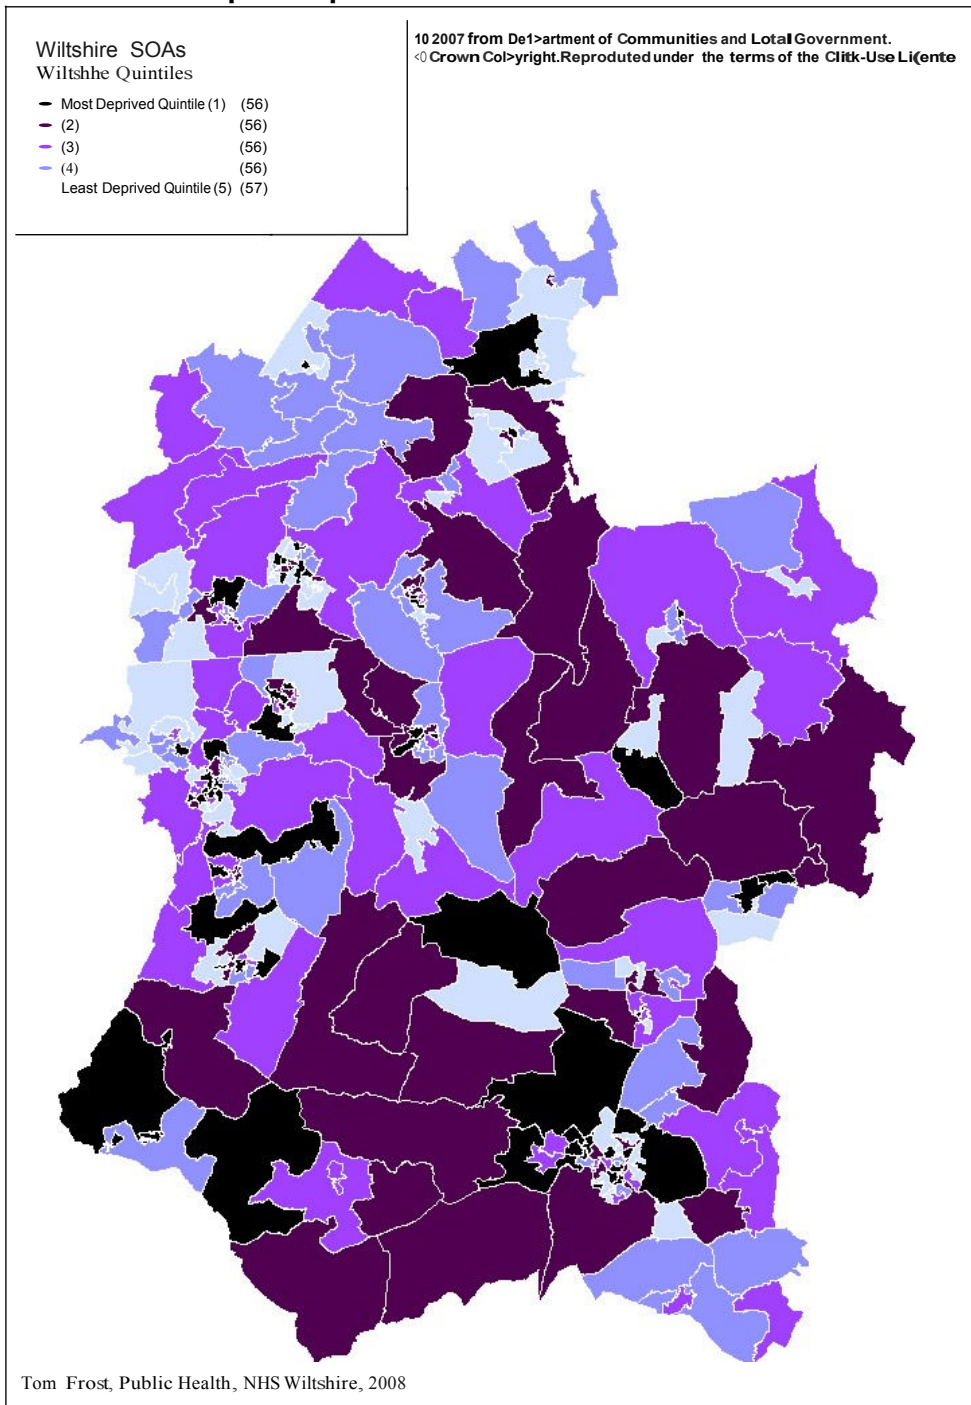 Wiltshire SOAs
Wiltshhe Quintiles
Most Deprived Quintile (1) (56)
(2) (56)
(3) (56)
(4) (56)
Least Deprived Quintile (5) (57)
10 2007 from De1>artment of Communities and Lotall Government.
<0 Crown Col>yright.Reproduted under the terms of the Clitk-Use Li(ente
Tom Frost, Public Health, NHS Wiltshire, 2008